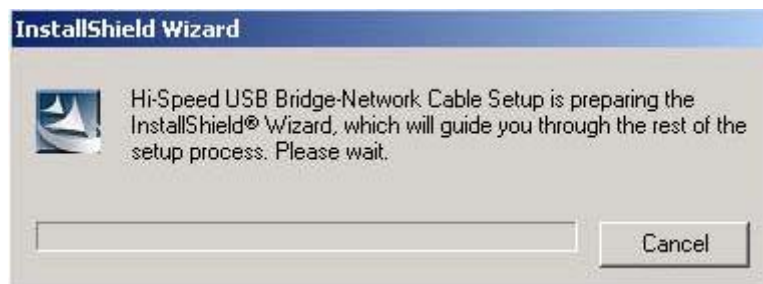 InstallShield Wizard
Hi-Speed USB Bridge-Network Cable Setup is preparing the
InstallShield® Wizard, which will guide you through the rest of the
setup process. Please wait.
Cancel